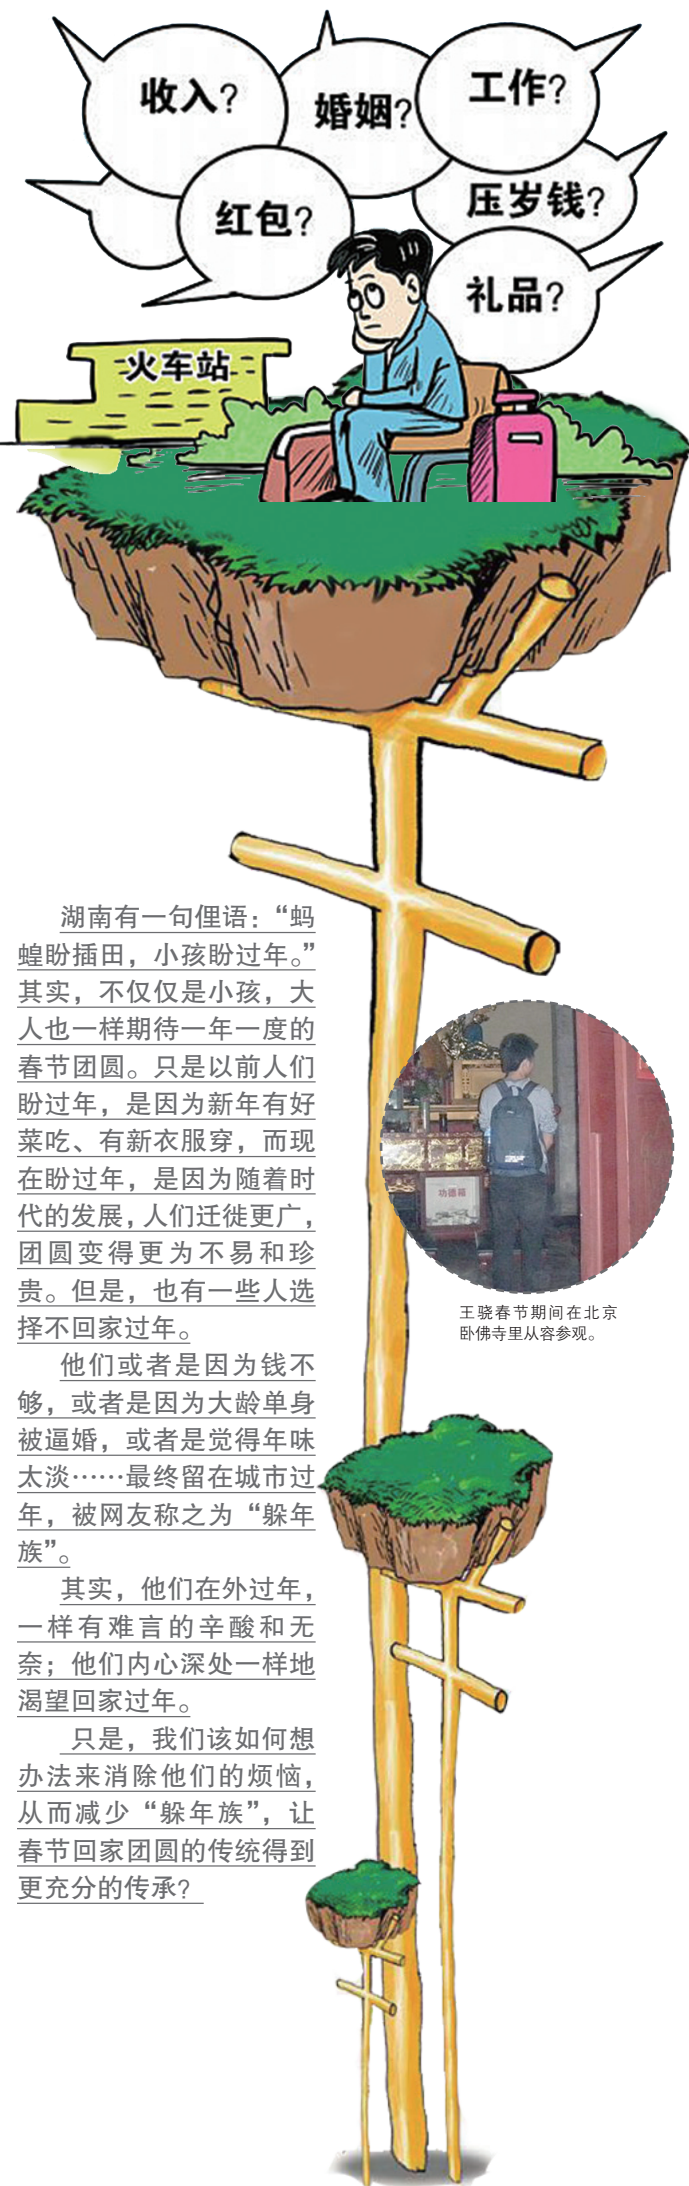 收入?
婚姻?
工作?
红包?
压岁钱?
礼品?
火车站
湖南有一句俚语：“蚂
蝗盼插田，小孩盼过年。”
其实，不仅仅是小孩，大
人也一样期待一年一度的
春节团圆。只是以前人们
盼过年，是因为新年有好
菜吃、有新衣服穿，而现
在盼过年，是因为随着时
代的发展，人们迁徙更广，
团圆变得更为不易和珍
贵。但是，也有一些人选
择不回家过年。
他们或者是因为钱不
够，或者是因为大龄单身
被逼婚，或者是觉得年味
太淡……最终留在城市过
年，被网友称之为“躲年
族”。
其实，他们在外过年，
一样有难言的辛酸和无
奈；他们内心深处一样地
渴望回家过年。
只是，我们该如何想
办法来消除他们的烦恼，
从而减少“躲年族”，让
春节回家团圆的传统得到
更充分的传承？
功德箱
王骁春节期间在北京
卧佛寺里从容参观。